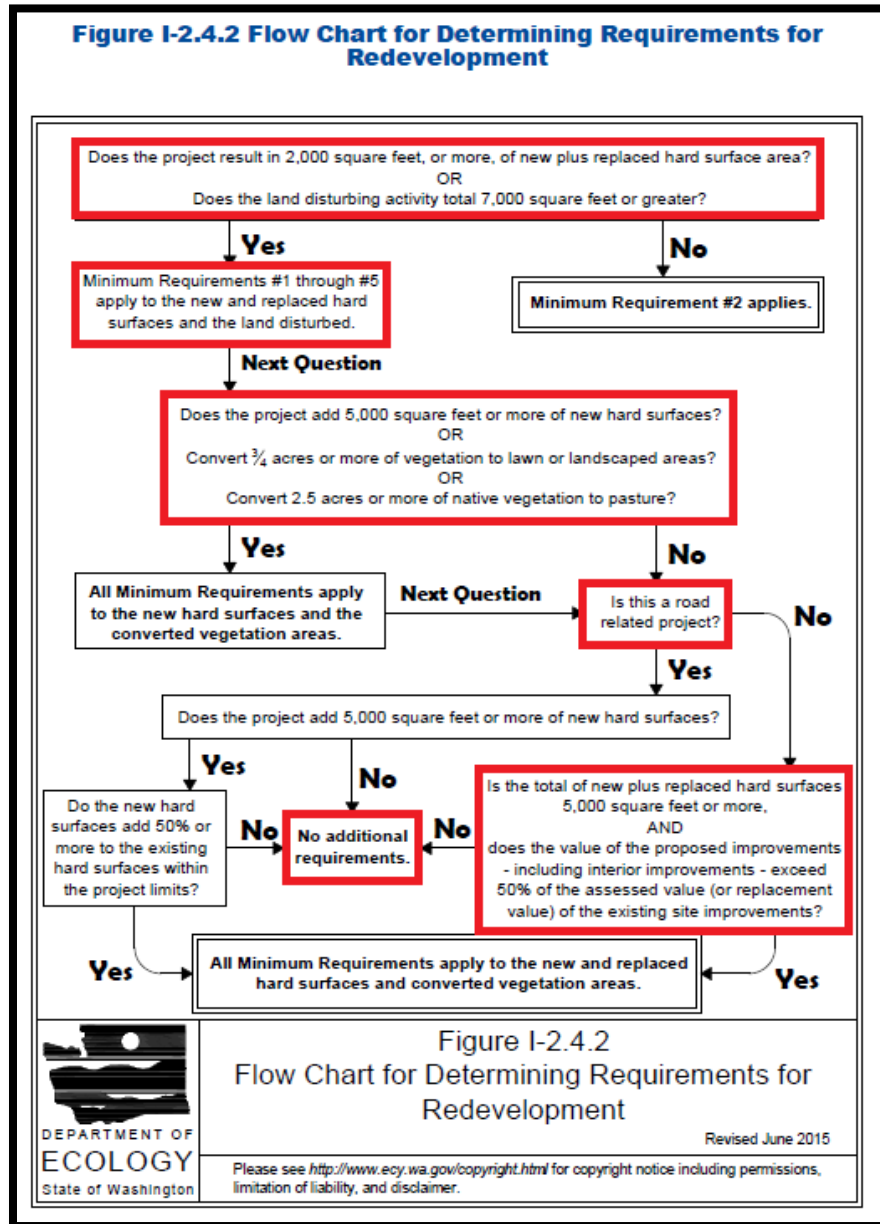 Figure I-2.4.2 Flow Chart for Determining Requirements for
Redevelopment
Does the project result in 2,000 square feet, or more, of new plus replaced hard surface area?
OR
Does the land disturbing activity total 7,000 square feet or greater?
Yes
No
Minimum Requirements #1 through #5
apply to the new and replaced hard
surfaces and the land disturbed.
Minimum Requirement #2 applies.
Next Question
Does the project add 5,000 square feet or more of new hard surfaces?
OR
Convert ¾ acres or more of vegetation to lawn or landscaped areas?
OR
Convert 2.5 acres or more of native vegetation to pasture?
Yes
No
All Minimum Requirements apply
to the new hard surfaces and the
converted vegetation areas.
Next Question
Is this a road
related project?
No
Yes
Does the project add 5,000 square feet or more of new hard surfaces?
Yes
No
Do the new hard
surfaces add 50% or
more to the existing
hard surfaces within
the project limits?
No
No additional
requirements.
No
Is the total of new plus replaced hard surfaces
5,000 square feet or more,
AND
does the value of the proposed improvements
- including interior improvements - exceed
50% of the assessed value (or replacement
value) of the existing site improvements?
Yes
All Minimum Requirements apply to the new and replaced
hard surfaces and converted vegetation areas.
Yes
DEPARTMENT OF
ECOLOGY
State of Washington
Figure I-2.4.2
Flow Chart for Determining Requirements for
Redevelopment
Revised June 2015
Please see http://www.ecy.wa.gov/copyright.html for copyright notice including permissions,
limitation of liability, and disclaimer.